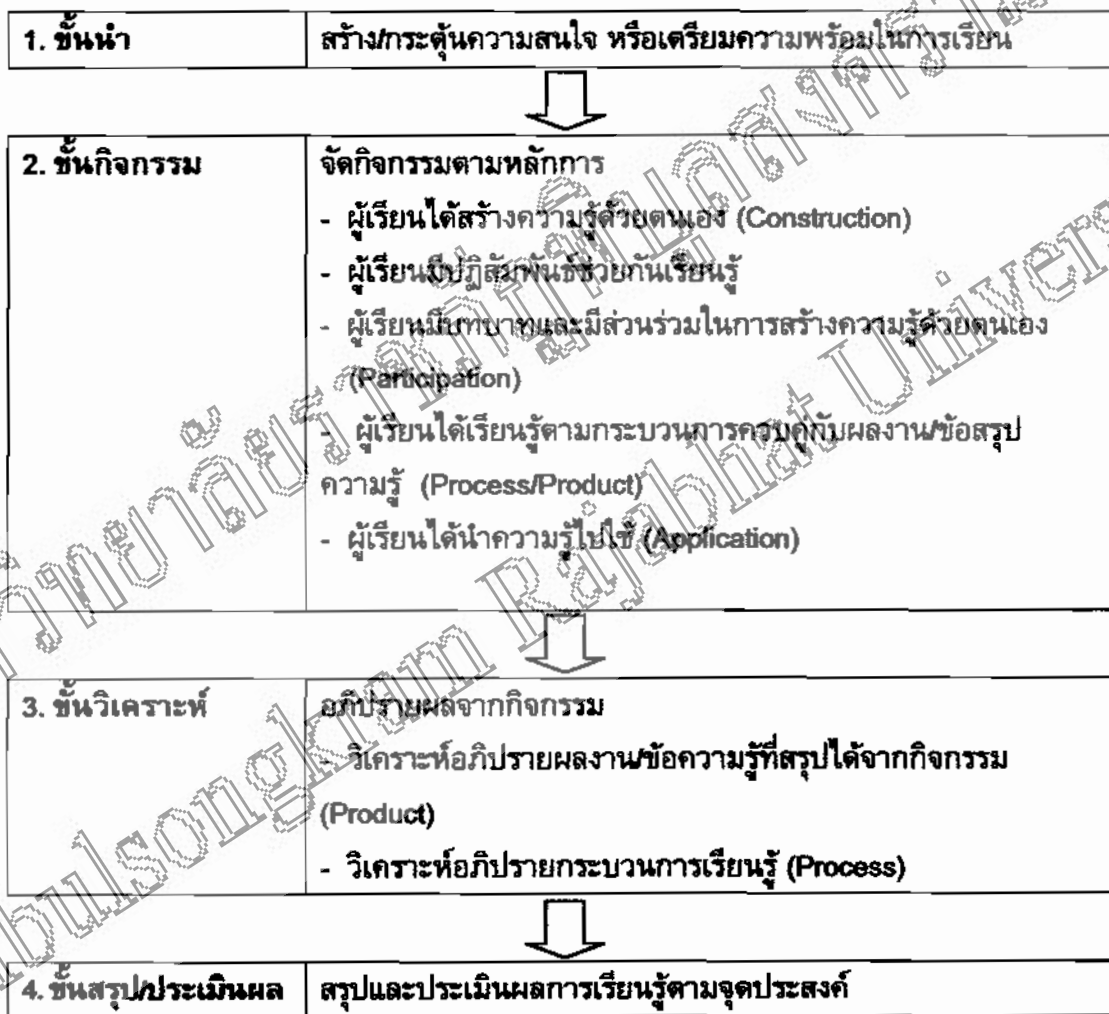 1. ขั้นนำ สร้าง/กระตุ้นความสนใจ หรือเตรียมความพร้อมในการเรียน
2. ขั้นกิจกรรม จัดกิจกรรมตามหลักการ
- ผู้เรียนได้สร้างความรู้ด้วยตนเอง (Construction)
- ผู้เรียนมีปฏิสัมพันธ์ช่วยกันเรียนรู้
- ผู้เรียนมีบทบาทและมีส่วนร่วมในการสร้างความรู้ด้วยตนเอง
(Participation)
- ผู้เรียนได้เรียนรู้ตามกระบวนการควบคู่กับผลงาน/ข้อสรุป
ความรู้ (Process/Product)
- ผู้เรียนได้นำความรู้ไปใช้ (Application)
3. ขั้นวิเคราะห์ อภิปรายผลจากกิจกรรม
- วิเคราะห์อภิปรายผลงาน/ข้อความรู้ที่สรุปได้จากกิจกรรม
(Product)
- วิเคราะห์อภิปรายกระบวนการเรียนรู้ (Process)
4. ขั้นสรุป/ประเมินผล สรุปและประเมินผลการเรียนรู้ตามจุดประสงค์
Rajabhat